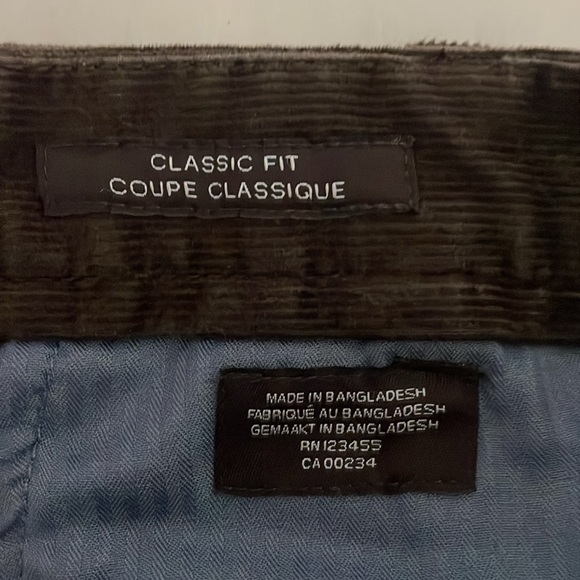 CLASSIC FIT
COUPE CLASSIQUE
MADE IN BANGLADESH
FABRIQUÉ AU BANGLADESH
GEMAAKT IN BANGLADESH
RN 123455
CA 00234